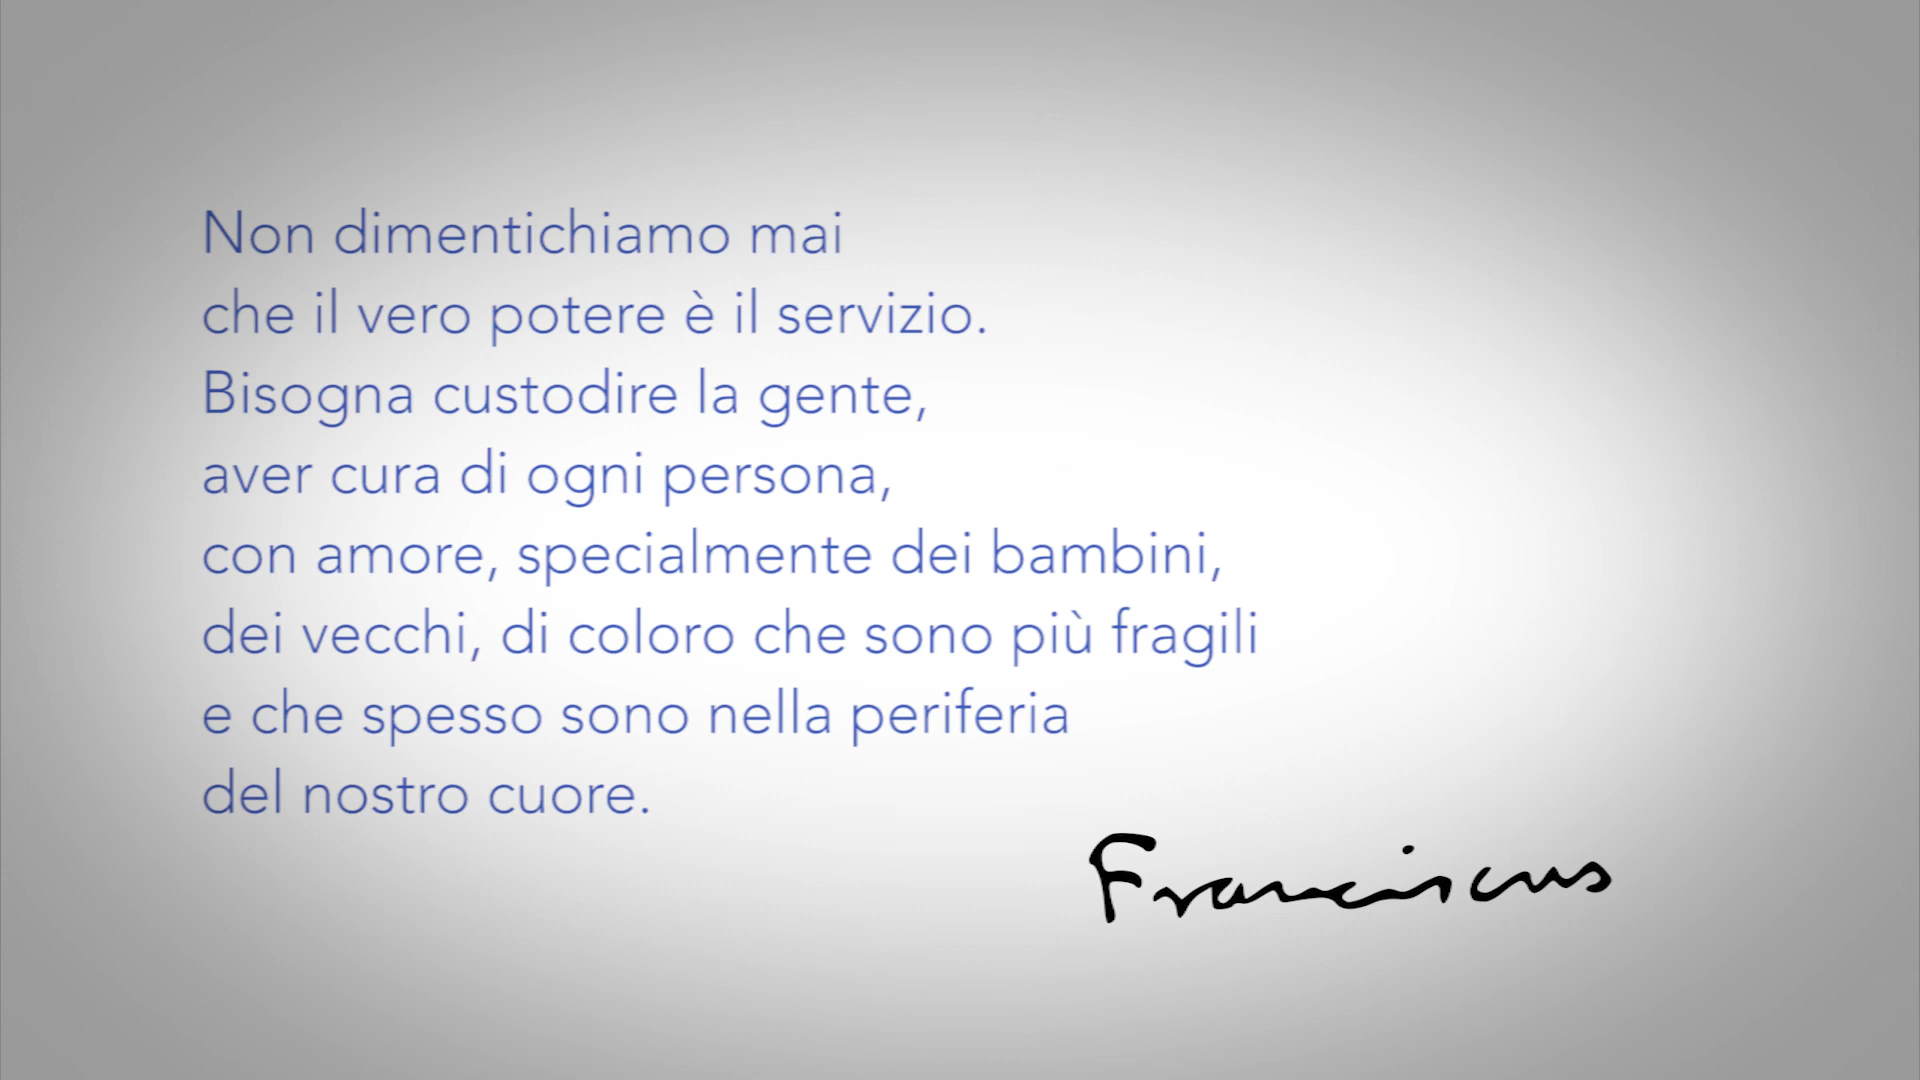 Non dimentichiamo mai
che il vero potere è il servizio.
Bisogna custodire la gente,
aver cura di ogni persona,
con amore, specialmente dei bambini,
dei vecchi, di coloro che sono più fragili
e che spesso sono nella periferia
del nostro cuore.
Franciscus